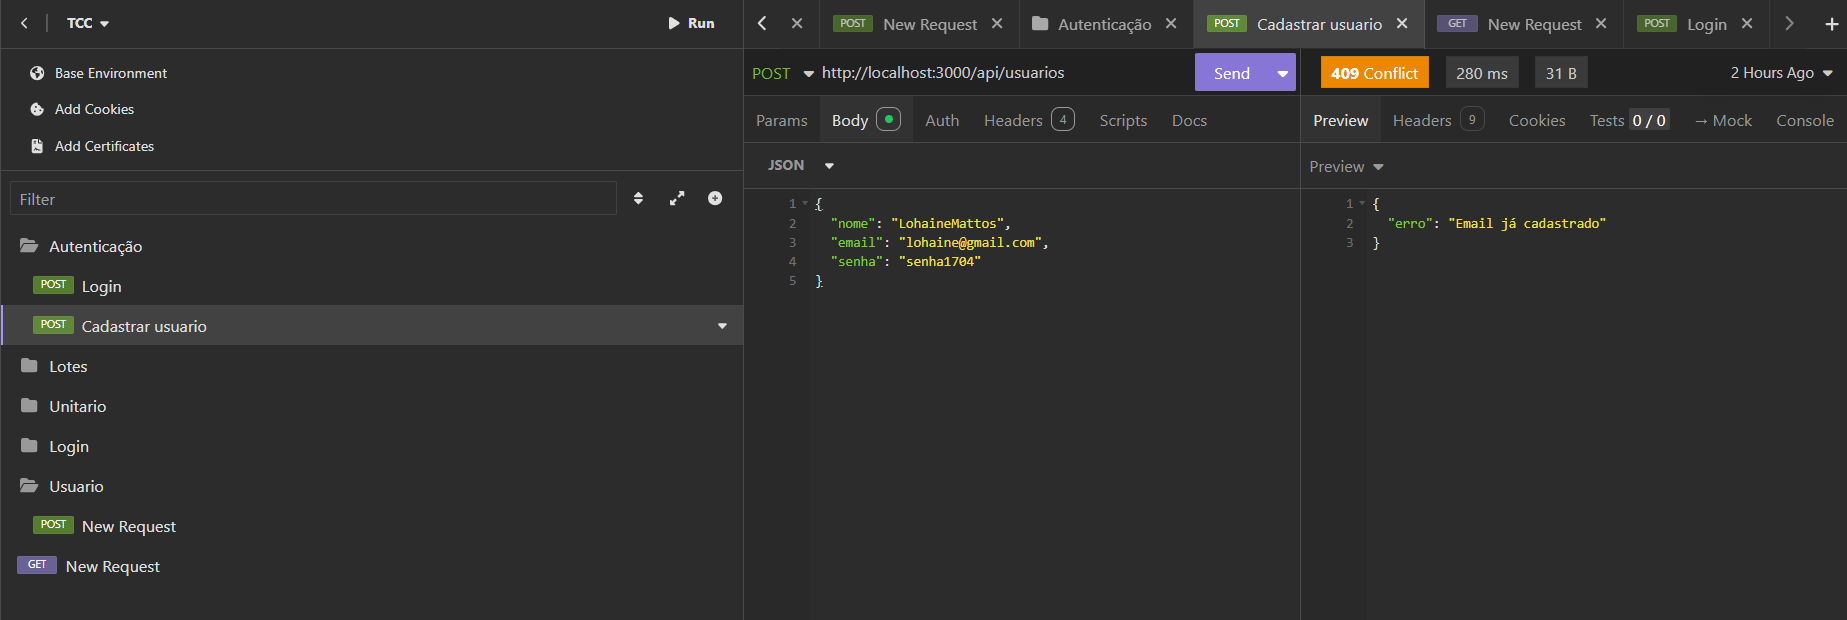 TCC
Run
Base Environment
Add Cookies
Add Certificates
Filter
Autenticação
POST Login
POST Cadastrar usuario
Lotes
Unitario
Login
Usuario
POST New Request
GET New Request
POST New Request
Autenticação
POST Cadastrar usuario
GET New Request
POST Login
POST http://localhost:3000/api/usuarios
Send
Params Body Auth Headers 4 Scripts Docs
JSON
1 {
2 "nome": "LohaineMattos",
3 "email": "lohaine@gmail.com",
4 "senha": "senha1704"
5 }
409 Conflict 280 ms 31 B 2 Hours Ago
Preview Headers 9 Cookies Tests 0 / 0 → Mock Console
Preview
1 {
2 "erro": "Email já cadastrado"
3 }